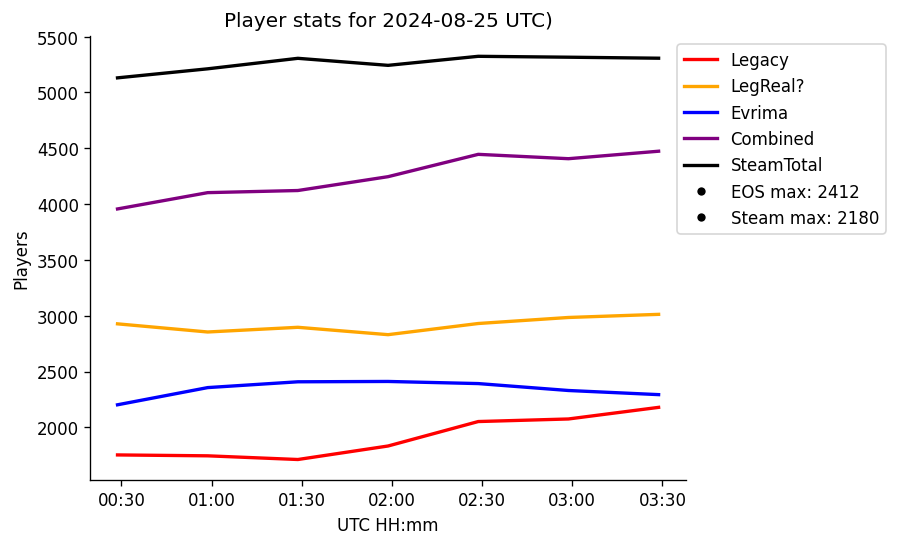 Player stats for 2024-08-25 UTC)
5500
5000
4500
4000
3500
3000
2500
2000
Players
00:30 01:00 01:30 02:00 02:30 03:00 03:30
UTC HH:mm
Legacy
LegReal?
Evrima
Combined
SteamTotal
EOS max: 2412
Steam max: 2180